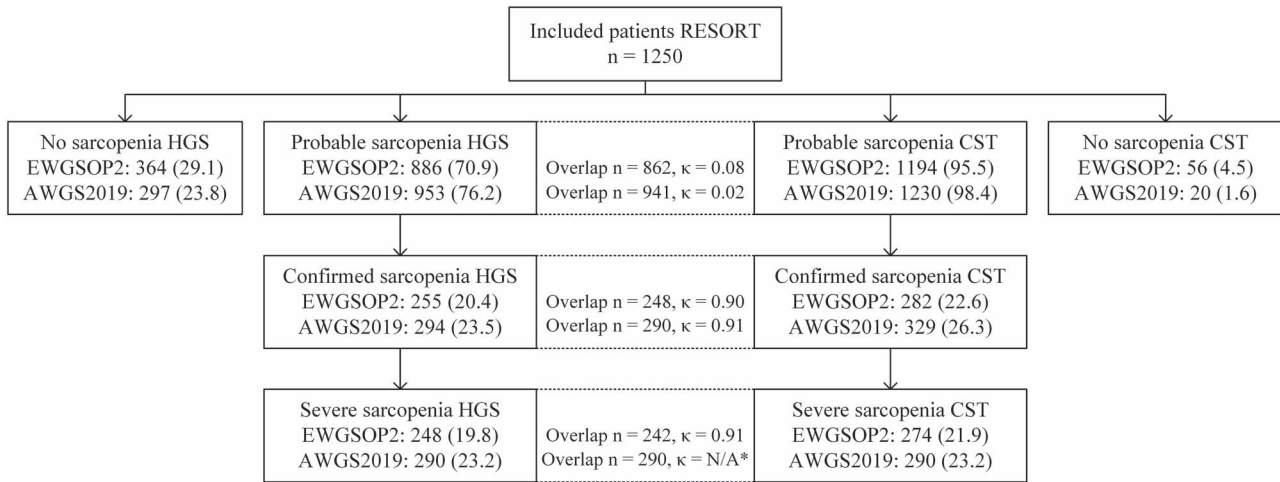 Included patients RESORT
n = 1250
No sarcopenia HGS
EWGSOP2: 364 (29.1)
AWGS2019: 297 (23.8)
Probable sarcopenia HGS
EWGSOP2: 886 (70.9)
AWGS2019: 953 (76.2)
Overlap n = 862, κ = 0.08
Overlap n = 941, κ = 0.02
Probable sarcopenia CST
EWGSOP2: 1194 (95.5)
AWGS2019: 1230 (98.4)
No sarcopenia CST
EWGSOP2: 56 (4.5)
AWGS2019: 20 (1.6)
Confirmed sarcopenia HGS
EWGSOP2: 255 (20.4)
AWGS2019: 294 (23.5)
Overlap n = 248, κ = 0.90
Overlap n = 290, κ = 0.91
Confirmed sarcopenia CST
EWGSOP2: 282 (22.6)
AWGS2019: 329 (26.3)
Severe sarcopenia HGS
EWGSOP2: 248 (19.8)
AWGS2019: 290 (23.2)
Overlap n = 242, κ = 0.91
Overlap n = 290, κ = N/A*
Severe sarcopenia CST
EWGSOP2: 274 (21.9)
AWGS2019: 290 (23.2)